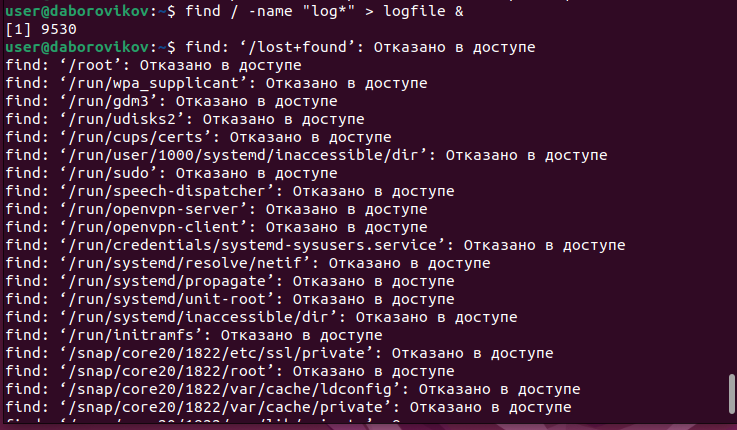 user@daborovikov:~$ find / -name "log*" > logfile &
[1] 9530
user@daborovikov:~$ find: ‘/lost+found’: Отказано в доступе
find: ‘/root’: Отказано в доступе
find: ‘/run/wpa_supplicant’: Отказано в доступе
find: ‘/run/gdm3’: Отказано в доступе
find: ‘/run/udisks2’: Отказано в доступе
find: ‘/run/cups/certs’: Отказано в доступе
find: ‘/run/user/1000/systemd/inaccessible/dir’: Отказано в доступе
find: ‘/run/sudo’: Отказано в доступе
find: ‘/run/speech-dispatcher’: Отказано в доступе
find: ‘/run/openvpn-server’: Отказано в доступе
find: ‘/run/openvpn-client’: Отказано в доступе
find: ‘/run/credentials/systemd-sysusers.service’: Отказано в доступе
find: ‘/run/systemd/resolve/netif’: Отказано в доступе
find: ‘/run/systemd/propagate’: Отказано в доступе
find: ‘/run/systemd/unit-root’: Отказано в доступе
find: ‘/run/systemd/inaccessible/dir’: Отказано в доступе
find: ‘/run/initramfs’: Отказано в доступе
find: ‘/snap/core20/1822/etc/ssl/private’: Отказано в доступе
find: ‘/snap/core20/1822/root’: Отказано в доступе
find: ‘/snap/core20/1822/var/cache/ldconfig’: Отказано в доступе
find: ‘/snap/core20/1822/var/cache/private’: Отказано в доступе
find: